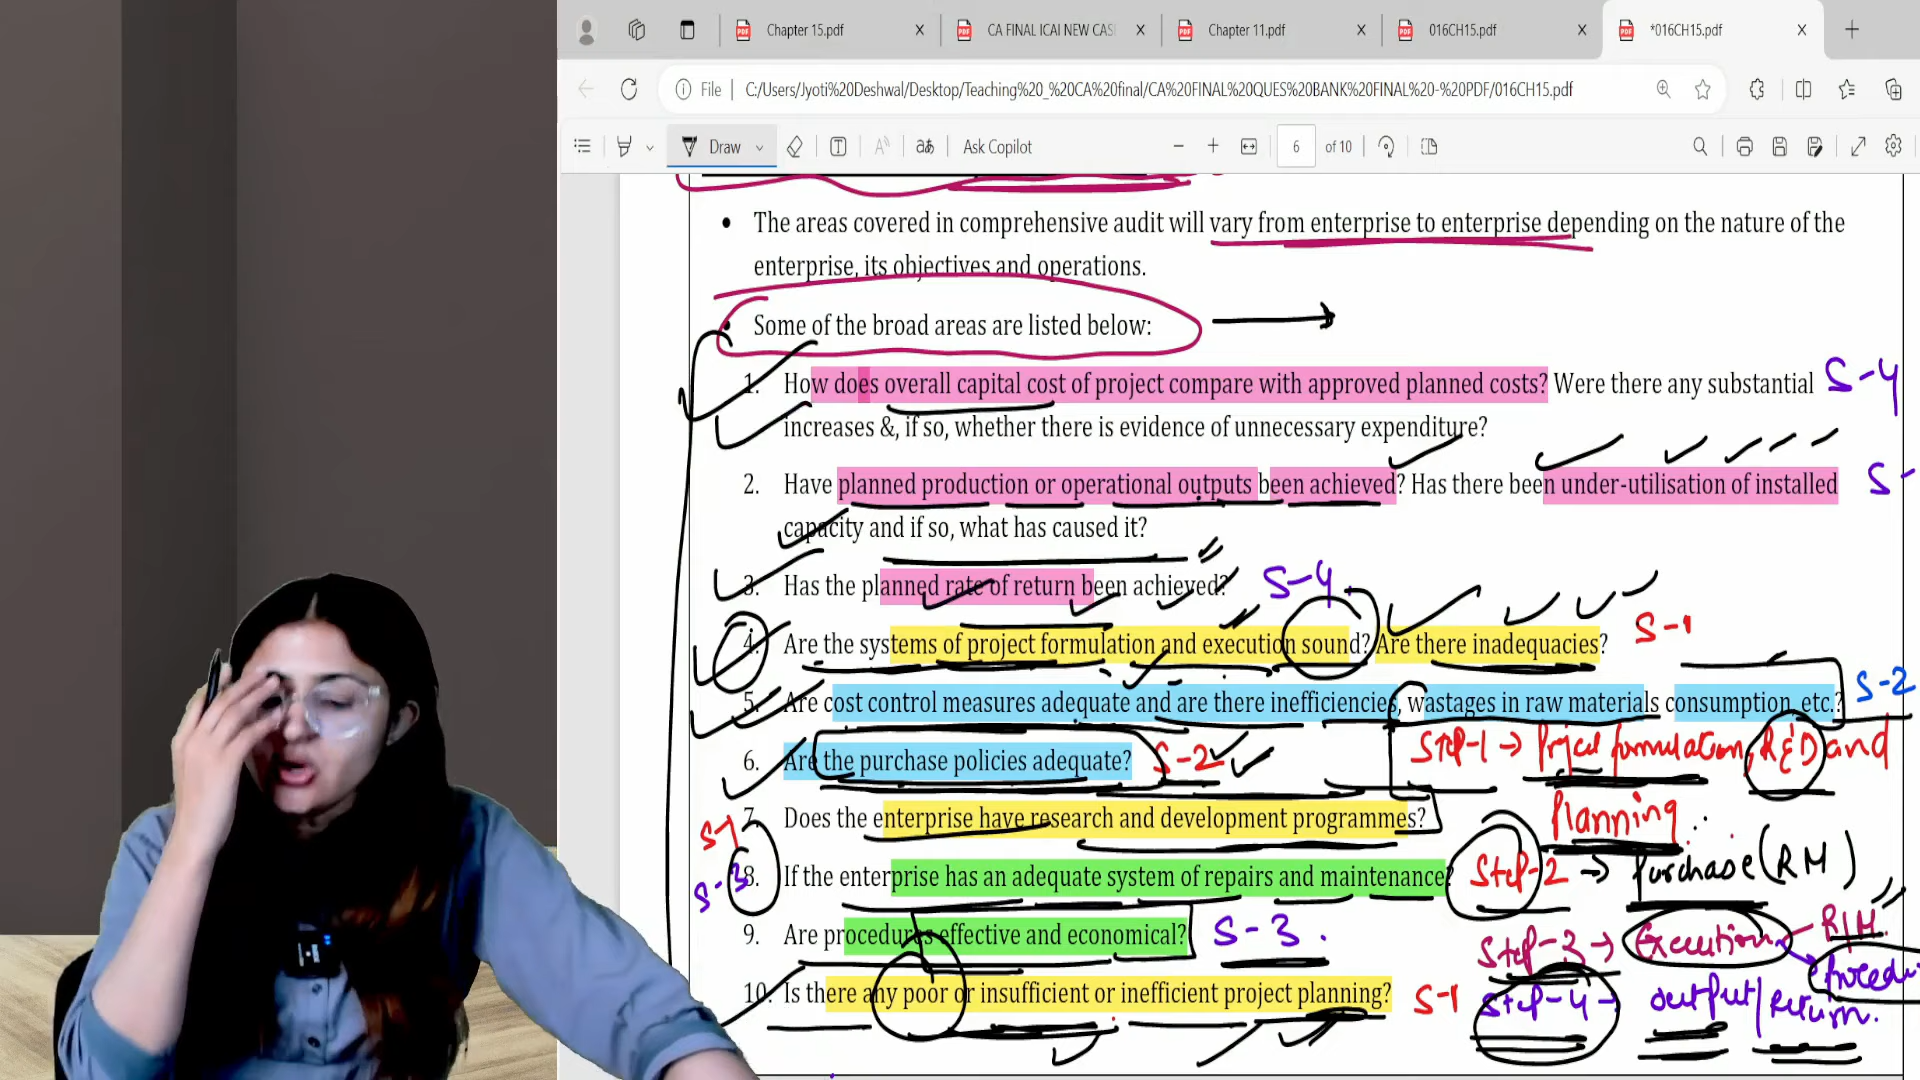 Chapter 15.pdf
CA FINAL ICAI NEW CAS
Chapter 11.pdf
016CH15.pdf
*016CH15.pdf
File
C:/Users/Jyoti%20Deshwal/Desktop/Teaching%20_%20CA%20final/CA%20FINAL%20QUES%20BANK%20FINAL%20-%20PDF/016CH15.pdf
Draw
Ask Copilot
6 of 10
• The areas covered in comprehensive audit will vary from enterprise to enterprise depending on the nature of the
enterprise, its objectives and operations.
• Some of the broad areas are listed below:
1. How does overall capital cost of project compare with approved planned costs? Were there any substantial S-4
increases &, if so, whether there is evidence of unnecessary expenditure?
2. Have planned production or operational outputs been achieved? Has there been under-utilisation of installed S-
capacity and if so, what has caused it?
3. Has the planned rate of return been achieved? S-4
4. Are the systems of project formulation and execution sound? Are there inadequacies? S-1
5. Are cost control measures adequate and are there inefficiencies, wastages in raw materials consumption, etc.? S-2
6. Are the purchase policies adequate? S-2
Step-1 → Project formulation, R&D and
Planning
7. Does the enterprise have research and development programmes?
S-1
8. If the enterprise has an adequate system of repairs and maintenance?
S-3
Step-2 → Purchase (RM)
9. Are procedures effective and economical? S-3
Step-3 → Execution R/M
Procedu
10. Is there any poor or insufficient or inefficient project planning? S-1
Step-4 → output/Return.